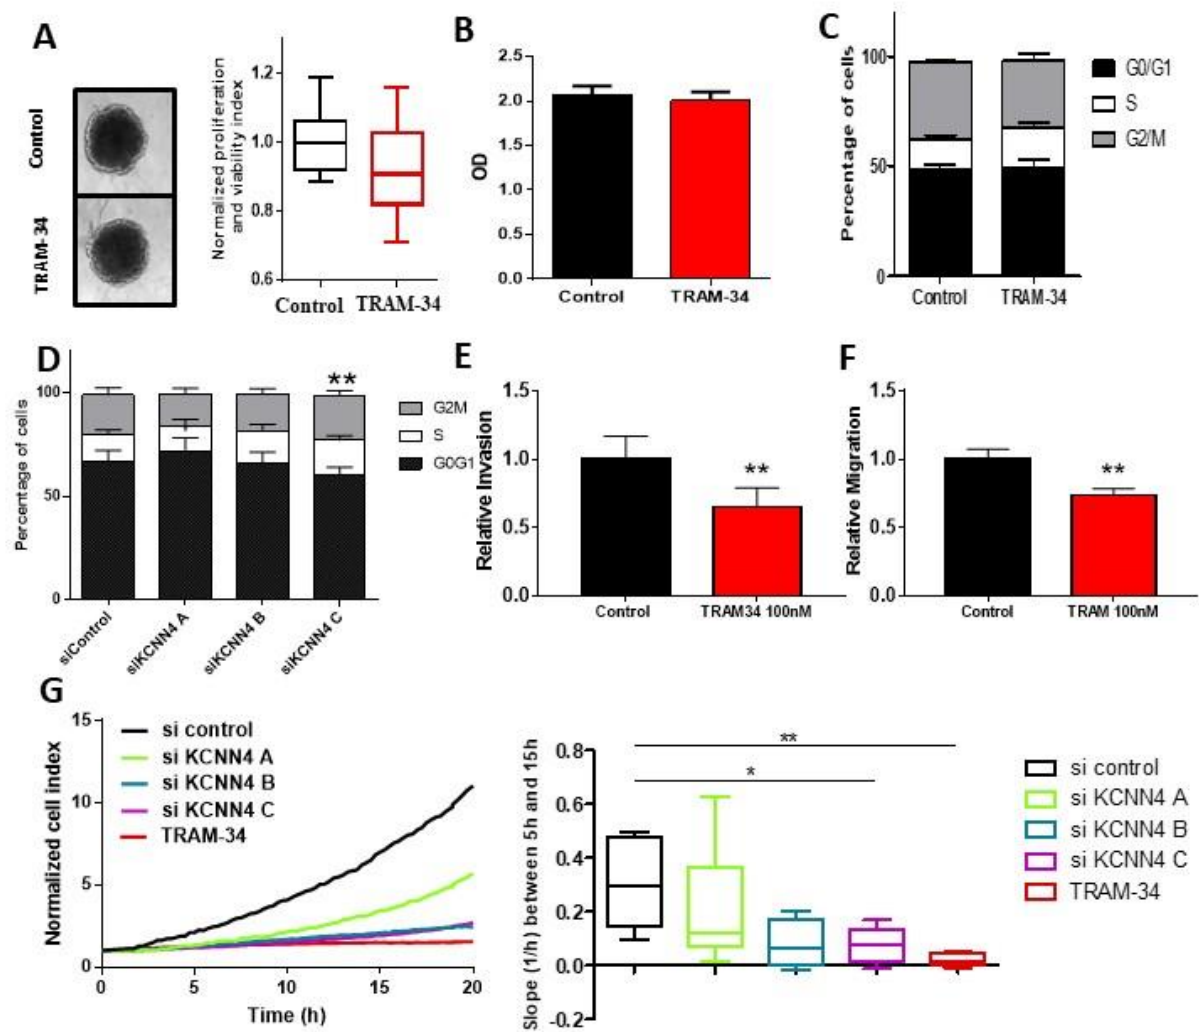 A
Control
TRAM-34
Normalized proliferation
and viability index
1.2
1.0
0.8
0.6
Control TRAM-34
B
OD
2.5
2.0
2.0
1.5
1.0
0.5
0.0
Control TRAM-34
C
Percentage of cells
100
50
0
Control TRAM-34
G0/G1
S
G2/M
D
Percentage of cells
100
50
0
**
siControl
siKCNN4 A
siKCNN4 B
siKCNN4 C
G2M
S
G0G1
E
Relative Invasion
1.5
1.0
0.5
0.0
**
Control TRAM34 100nM
F
Relative Migration
1.5
1.0
0.5
0.0
**
Control TRAM 100nM
G
Normalized cell index
15
10
5
0
si control
si KCNN4 A
si KCNN4 B
si KCNN4 C
TRAM-34
0 5 10 15 20
Time (h)
Slope (1/h) between 5h and 15h
0.8
0.6
0.4
0.2
0.0
-0.2
**
*
si control
si KCNN4 A
si KCNN4 B
si KCNN4 C
TRAM-34